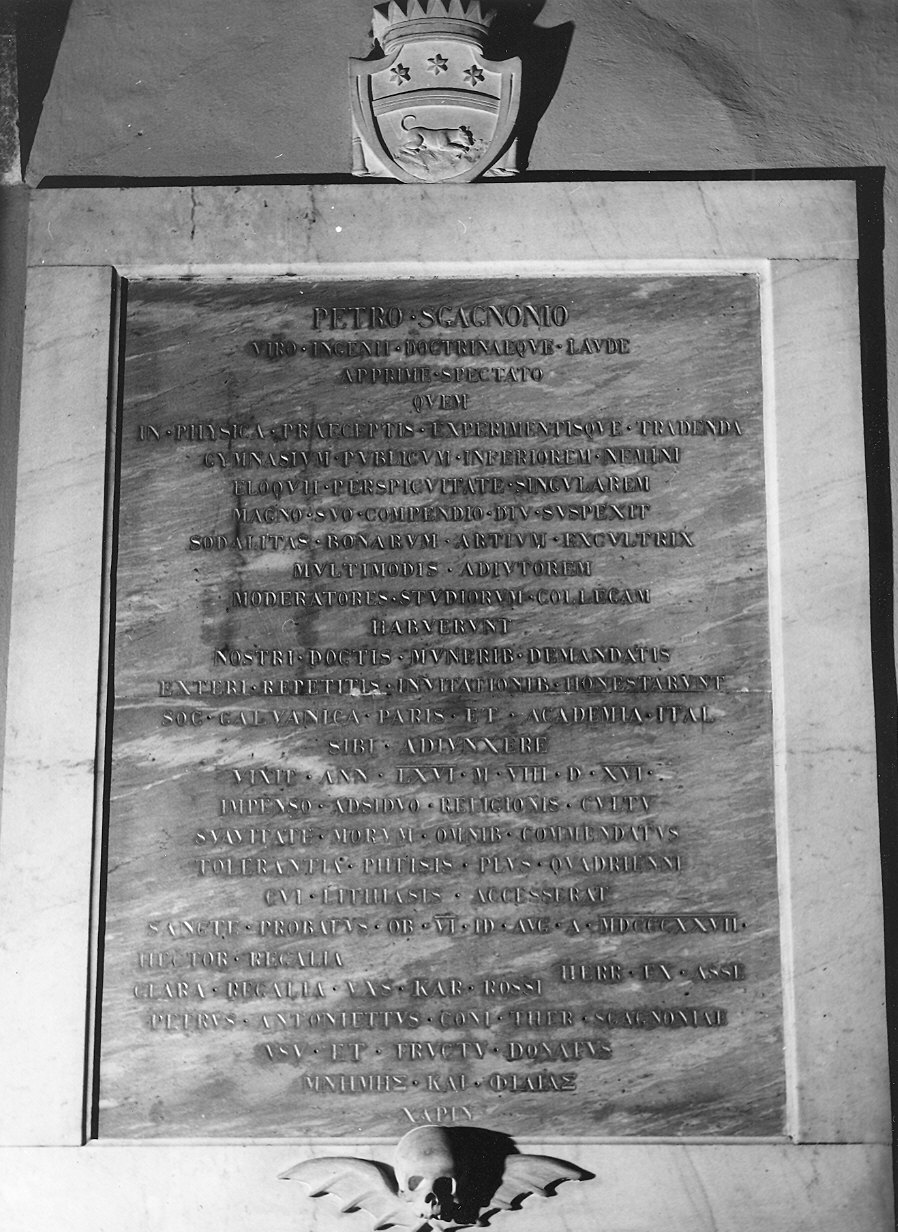 PETRO · SGAGNONIO
VIRO · INGENII · DOCTRINAEQVE · LAVDE
APPRIME · SPECTATO
QVEM
IN · PHYSICA · PRAECEPTIS · EXPERIMENTISQVE · TRADENDA
GYMNASIVM · PVBLICVM · INFERIOREM · NEMINI
ELOQVII · PERSPICVITATE · SINGVLAREM
MAGNO · SVO · COMPENDIO · DIV · SVSPEXIT
SODALITAS · BONARVM · ARTIVM · EXCVLTRIX
MVLTIMODIS · ADIVTOREM
MODERATORES · STVDIORVM · COLLEGAM
HABVERVNT
NOSTRI · DOCTIS · MVNERIB · DEMANDATIS
EXTERI · REPETITIS · INVITATIONIB · HONESTARVNT
SOC · GALVANICA · PARIS · ET · ACADEMIA · ITAL
SIBI · ADIVNXERE
VIXIT · ANN · LXVI · M · VIII · D · XVI
IMPENSO · ADSIDVO · RELIGIONIS · CVLTV
SVAVITATE · MORVM · OMNIB · COMMENDATVS
TOLERANTIA · PHTISIS · PLVS · QVADRIENNI
CVI · LITHIASIS · ACCESSERAT
SANCTE · PROBATVS · OB · VI · ID · AVG · A · MDCCCXXVII
HECTOR · REGALIA
CLARA · REGALIA · VXS · KAR · ROSSI HERR · EX · ASSE
PETRVS · ANTONIETTVS · CONI · THER · SCAGNONIAE
VSV · ET · FRVCTV · DONATVS
ΜΝΗΜΗΣ · ΚΑΙ · ΦΙΛΙΑΣ
ΧΑΡΙΝ